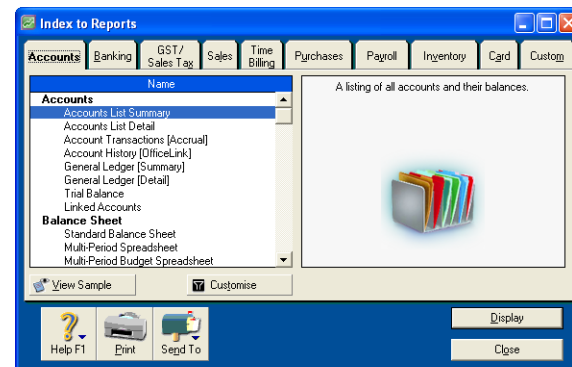 Index to Reports
Accounts
Banking
GST/
Sales Tax
Sales
Time
Billing
Purchases
Payroll
Inventory
Card
Custom
Name
Accounts
Accounts List Summary
Accounts List Detail
Account Transactions [Accrual]
Account History [OfficeLink]
General Ledger [Summary]
General Ledger [Detail]
Trial Balance
Linked Accounts
Balance Sheet
Standard Balance Sheet
Multi-Period Spreadsheet
Multi-Period Budget Spreadsheet
A listing of all accounts and their balances.
View Sample
Customise
Help F1
Print
Send To
Display
Close